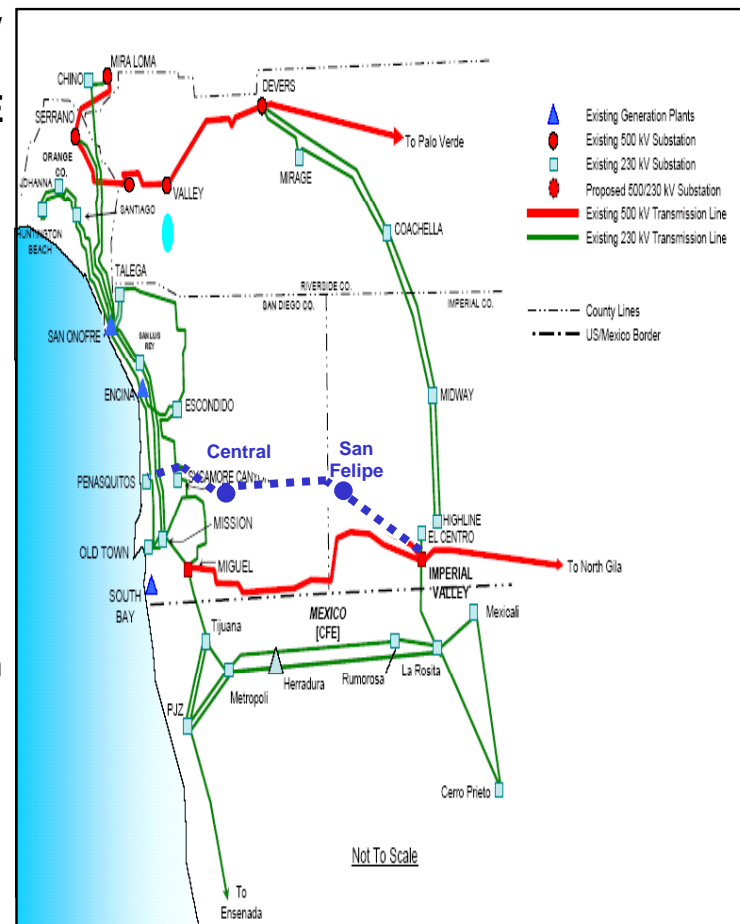 MIRA LOMA
CHINO
DEVERS
SERRANO
ORANGE
CO.
To Palo Verde
MIRAGE
JOHANNA
SANTIAGO
VALLEY
HUNTINGTON
BEACH
COACHELLA
TALEGA
RIVERSIDE CO.
SAN DIEGO CO.
IMPERIAL CO.
SAN ONOFRE
SAN LUIS
REY
ENCINA
ESCONDIDO
MIDWAY
Central
San
Felipe
PENASQUITOS
SYCAMORE CANYON
MISSION
HIGHLINE
OLD TOWN
EL CENTRO
MIGUEL
IMPERIAL
VALLEY
To North Gila
SOUTH
BAY
MEXICO
[CFE]
Mexicali
Tijuana
Rumorosa
La Rosita
Herradura
Metropoli
PJZ
Cerro Prieto
Not To Scale
To
Ensenada
Existing Generation Plants
Existing 500 kV Substation
Existing 230 kV Substation
Proposed 500/230 kV Substation
Existing 500 kV Transmission Line
Existing 230 kV Transmission Line
County Lines
US/Mexico Border